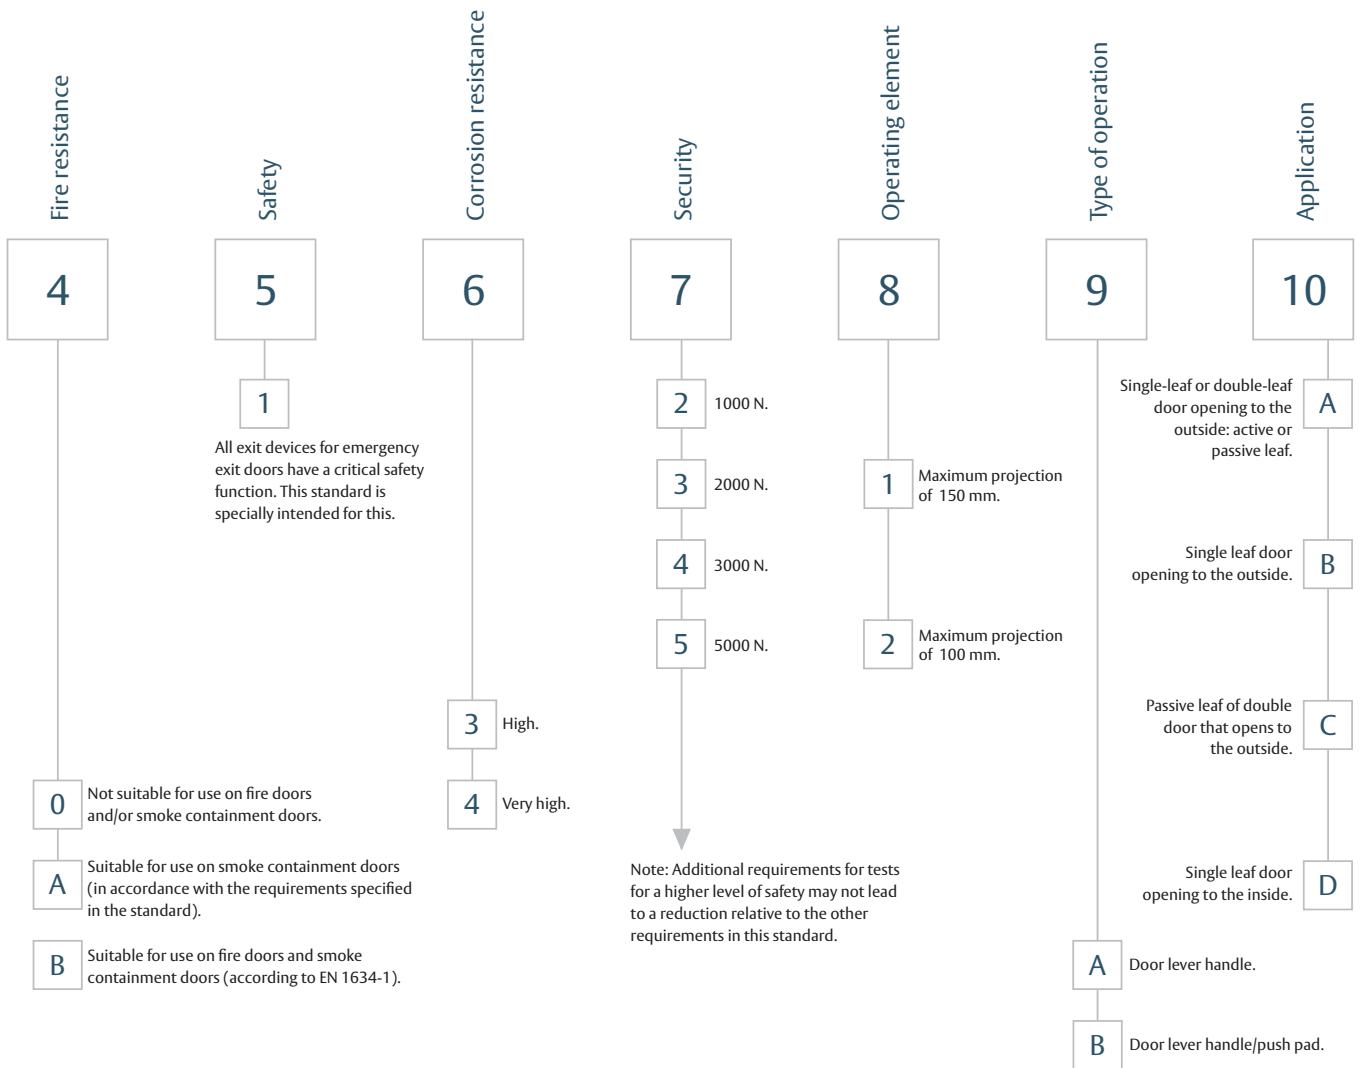 Fire resistance
4
0
Not suitable for use on fire doors
and/or smoke containment doors.
A
Suitable for use on smoke containment doors
(in accordance with the requirements specified
in the standard).
B
Suitable for use on fire doors and smoke
containment doors (according to EN 1634-1).
Safety
5
1
All exit devices for emergency
exit doors have a critical safety
function. This standard is
specially intended for this.
Corrosion resistance
6
3
High.
4
Very high.
Security
7
2
1000 N.
3
2000 N.
4
3000 N.
5
5000 N.
Note: Additional requirements for tests
for a higher level of safety may not lead
to a reduction relative to the other
requirements in this standard.
Operating element
8
1
Maximum projection
of 150 mm.
2
Maximum projection
of 100 mm.
Type of operation
9
A
Door lever handle.
B
Door lever handle/push pad.
Application
10
Single-leaf or double-leaf
door opening to the
outside: active or
passive leaf.
A
Single leaf door
opening to the outside.
B
Passive leaf of double
door that opens to
the outside.
C
Single leaf door
opening to the inside.
D